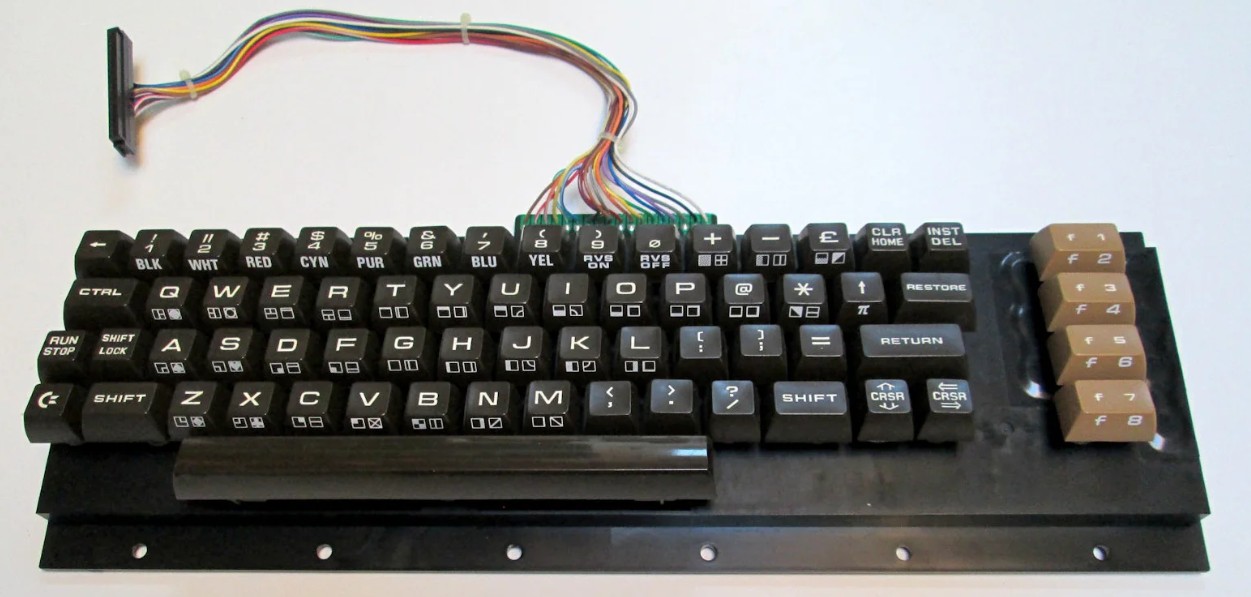 ← ! " # $ % & ' ( ) ø + − £ CLR INST
1 2 3 4 5 6 7 8 9 HOME DEL
BLK WHT RED CYN PUR GRN BLU YEL RVS ON RVS OFF
CTRL Q W E R T Y U I O P @ * ↑ RESTORE
π
RUN SHIFT A S D F G H J K L [ ] = RETURN
STOP LOCK : ;
C= SHIFT Z X C V B N M < > ? SHIFT ⇑ CRSR ⇓ ⇐ CRSR ⇒
, . /
f 1
f 2
f 3
f 4
f 5
f 6
f 7
f 8